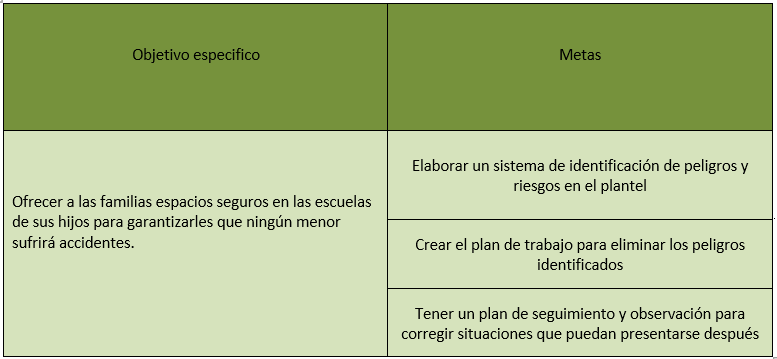 Objetivo especifico
Metas
Ofrecer a las familias espacios seguros en las escuelas
de sus hijos para garantizarles que ningún menor
sufrirá accidentes.
Elaborar un sistema de identificación de peligros y
riesgos en el plantel
Crear el plan de trabajo para eliminar los peligros
identificados
Tener un plan de seguimiento y observación para
corregir situaciones que puedan presentarse después